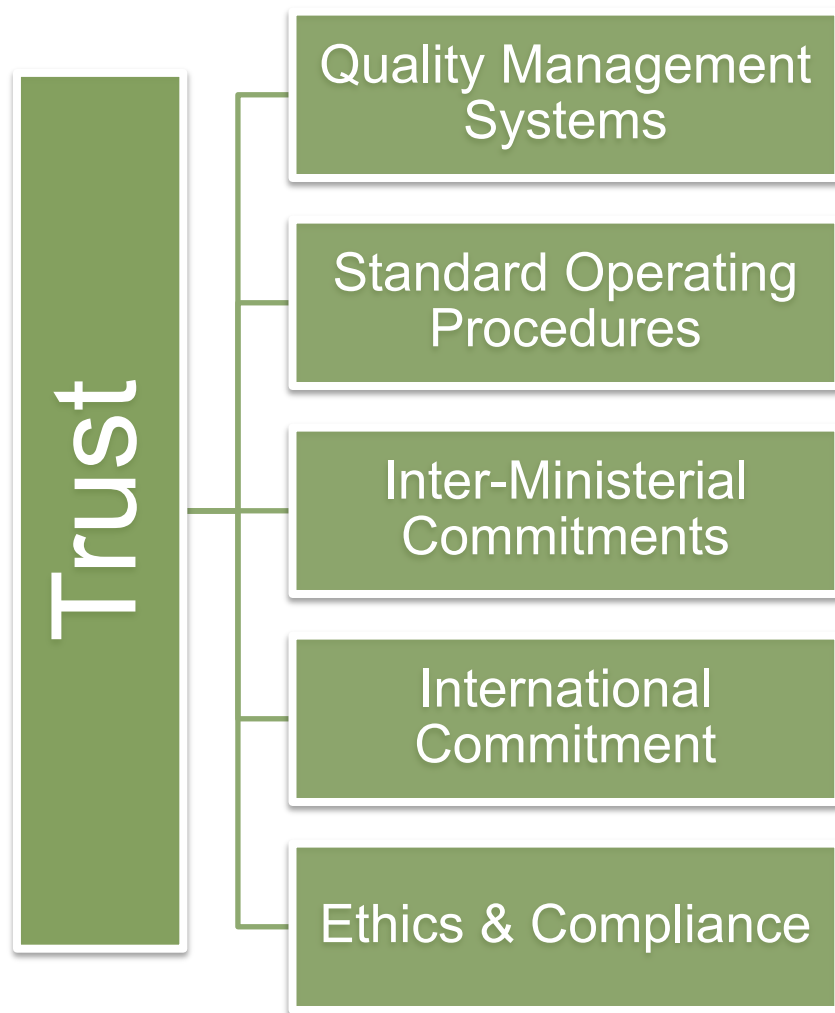 Trust
Quality Management
Systems
Standard Operating
Procedures
Inter-Ministerial
Commitments
International
Commitment
Ethics & Compliance